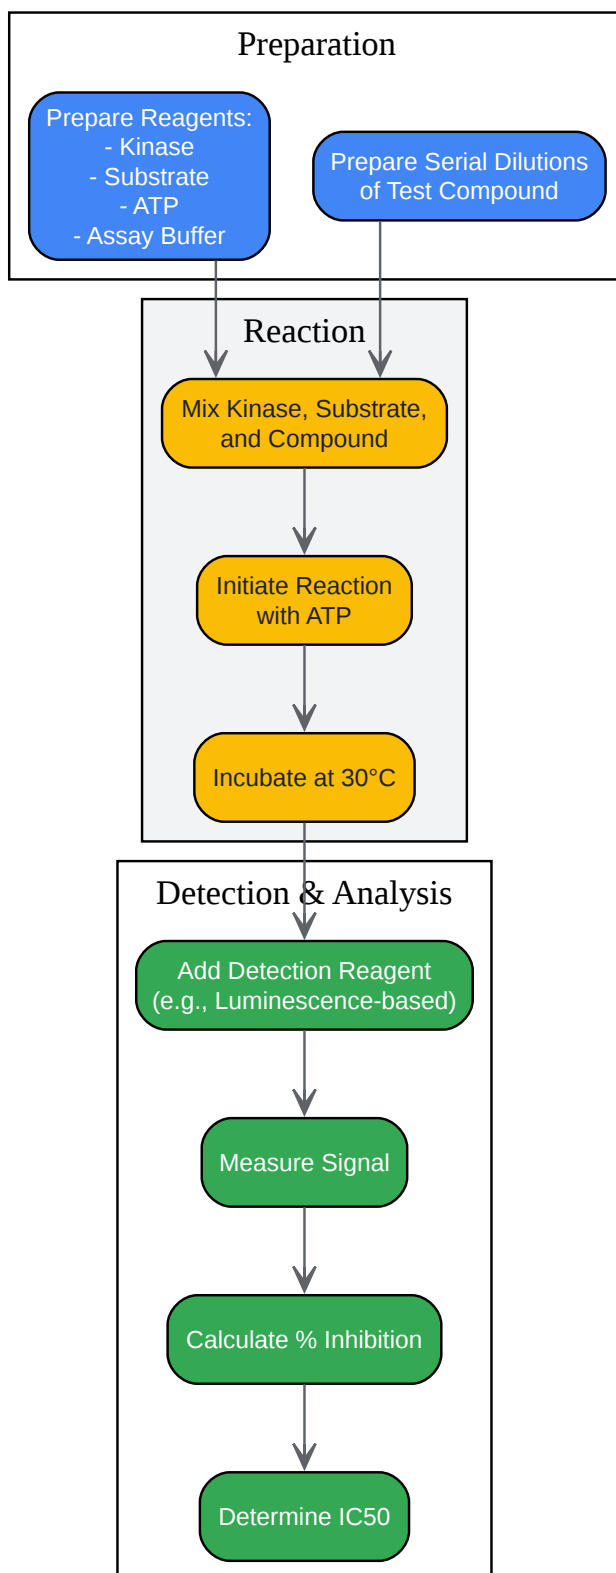 Preparation
Prepare Reagents:
- Kinase
- Substrate
- ATP
- Assay Buffer
Prepare Serial Dilutions
of Test Compound
Reaction
Mix Kinase, Substrate,
and Compound
Initiate Reaction
with ATP
Incubate at 30°C
Detection & Analysis
Add Detection Reagent
(e.g., Luminescence-based)
Measure Signal
Calculate % Inhibition
Determine IC50